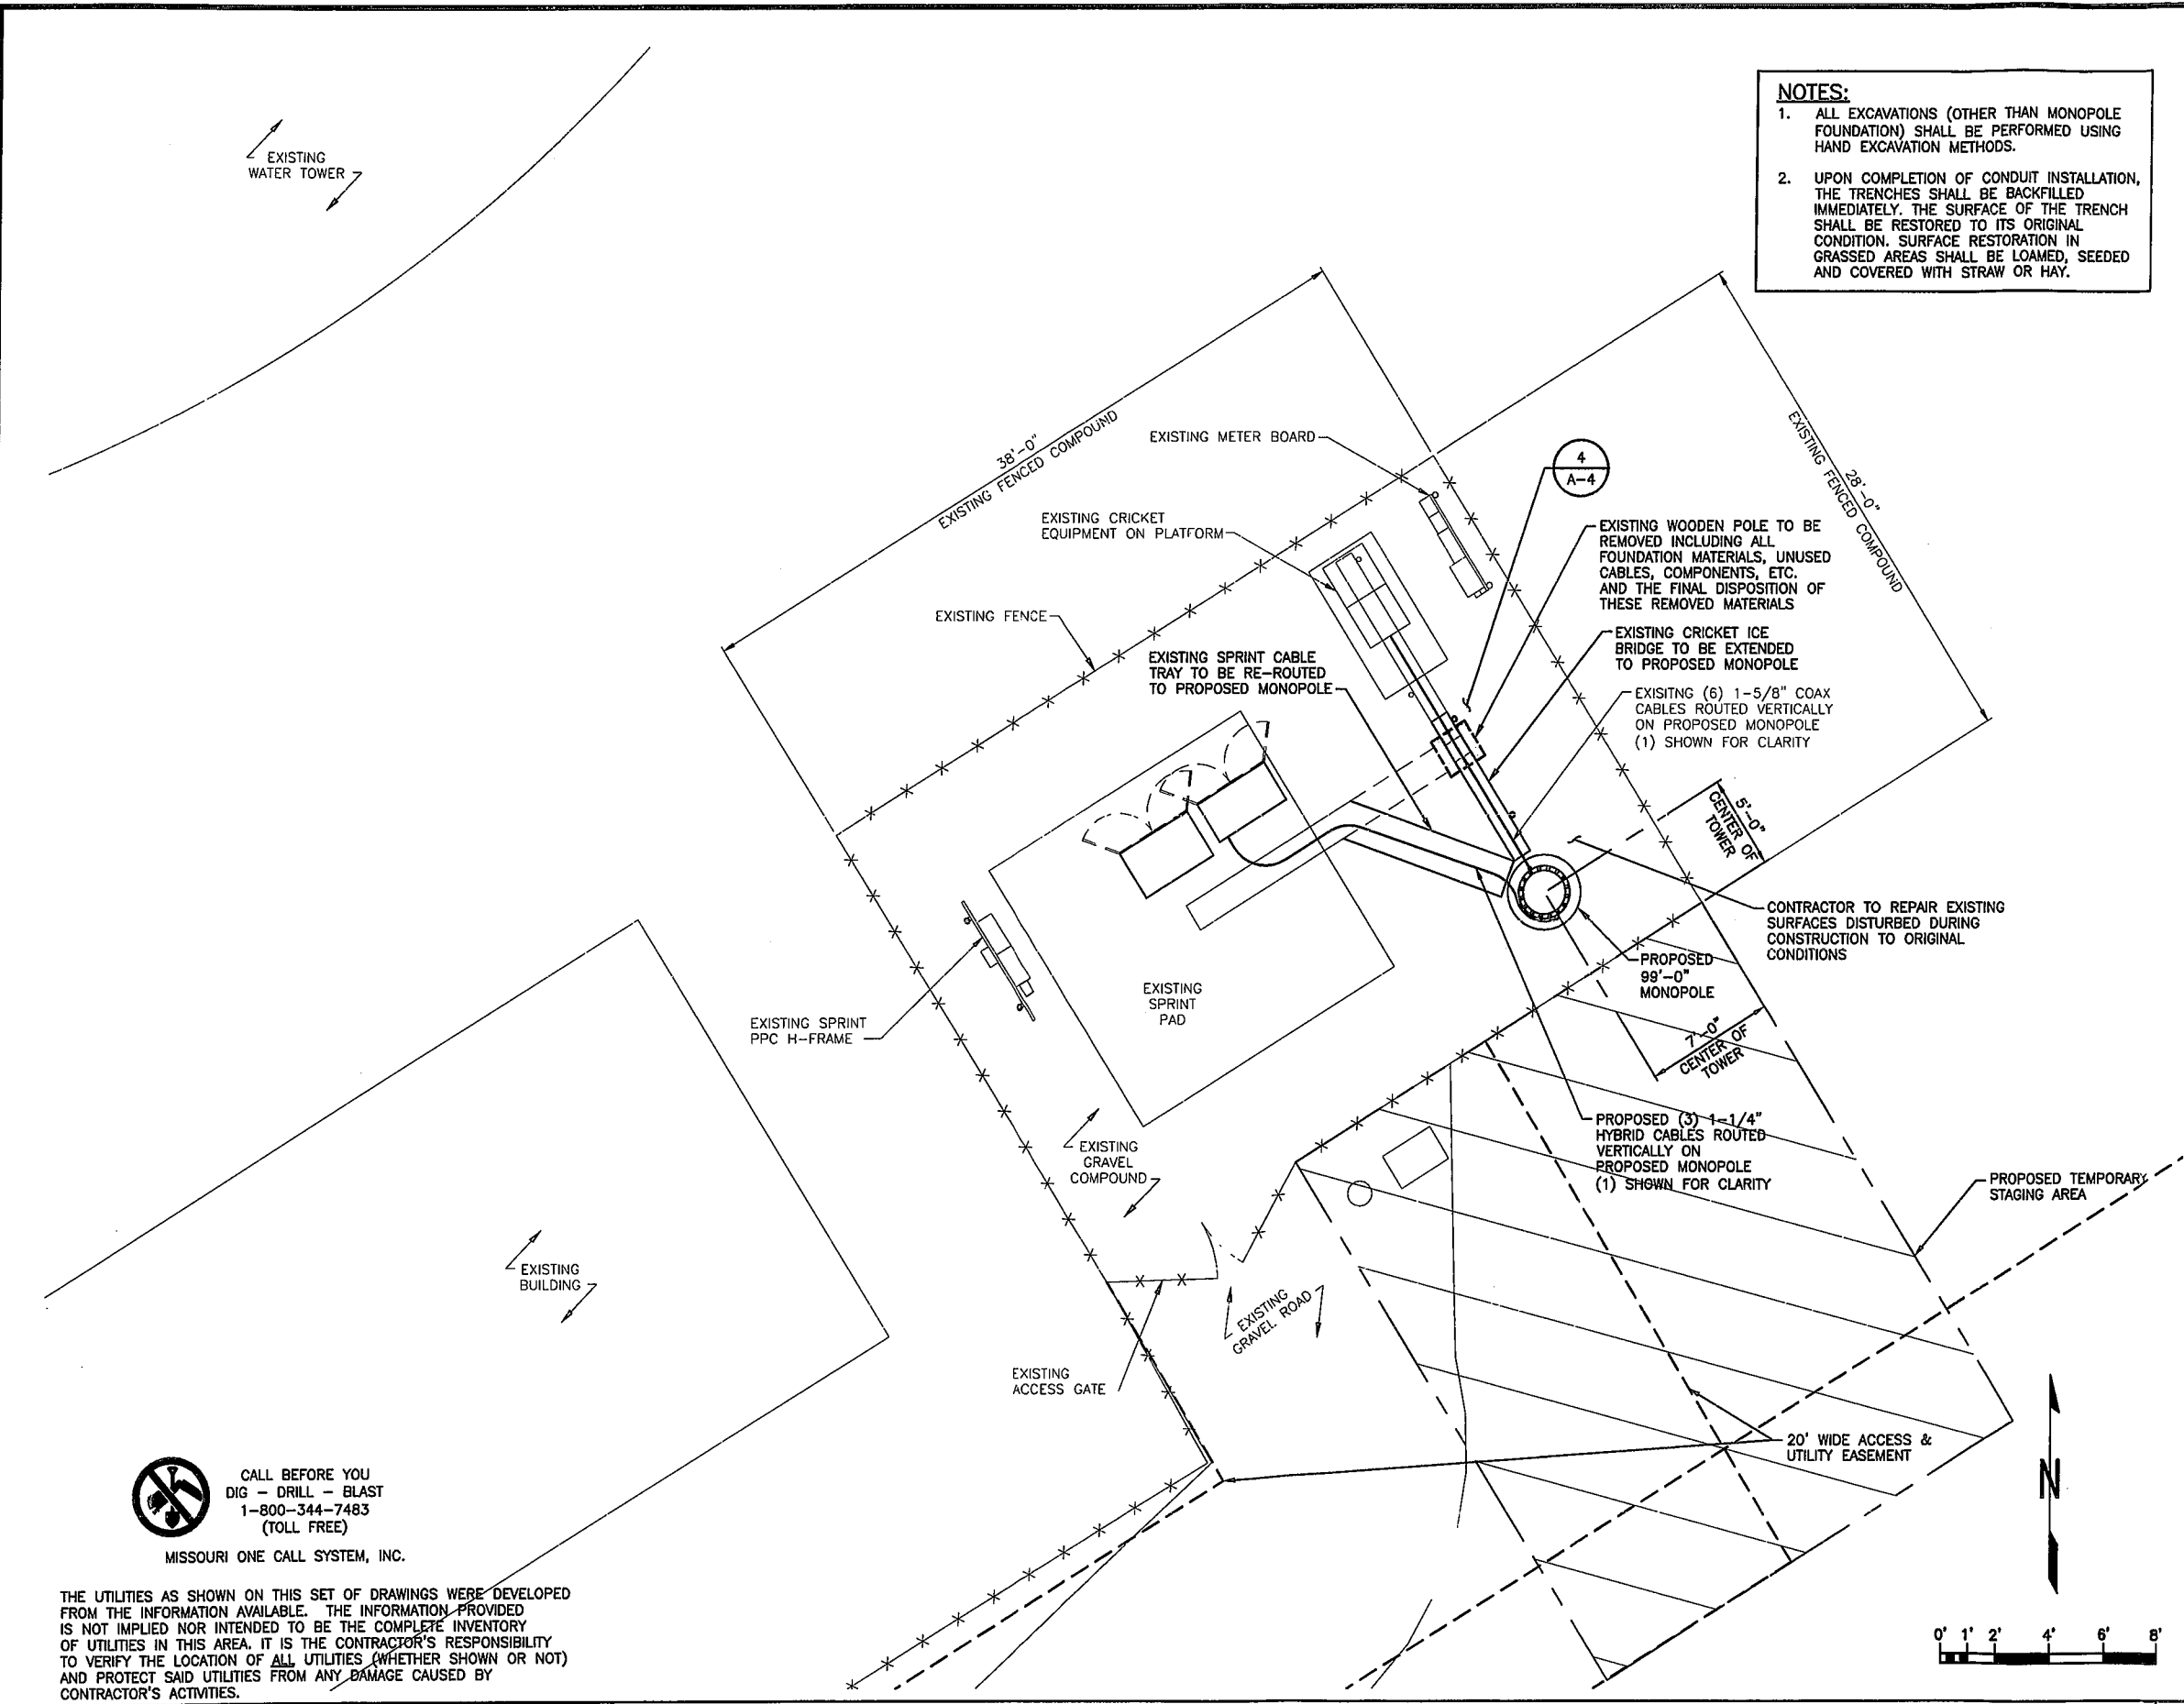 NOTES:
1. ALL EXCAVATIONS (OTHER THAN MONOPOLE
FOUNDATION) SHALL BE PERFORMED USING
HAND EXCAVATION METHODS.
2. UPON COMPLETION OF CONDUIT INSTALLATION,
THE TRENCHES SHALL BE BACKFILLED
IMMEDIATELY. THE SURFACE OF THE TRENCH
SHALL BE RESTORED TO ITS ORIGINAL
CONDITION. SURFACE RESTORATION IN
GRASSED AREAS SHALL BE LOAMED, SEEDED
AND COVERED WITH STRAW OR HAY.
EXISTING
WATER TOWER
38'-0"
EXISTING FENCED COMPOUND
28'-0"
EXISTING FENCED COMPOUND
EXISTING METER BOARD
4
A-4
EXISTING CRICKET
EQUIPMENT ON PLATFORM
EXISTING WOODEN POLE TO BE
REMOVED INCLUDING ALL
FOUNDATION MATERIALS, UNUSED
CABLES, COMPONENTS, ETC.
AND THE FINAL DISPOSITION OF
THESE REMOVED MATERIALS
EXISTING FENCE
EXISTING CRICKET ICE
BRIDGE TO BE EXTENDED
TO PROPOSED MONOPOLE
EXISTING SPRINT CABLE
TRAY TO BE RE-ROUTED
TO PROPOSED MONOPOLE
EXISITNG (6) 1-5/8" COAX
CABLES ROUTED VERTICALLY
ON PROPOSED MONOPOLE
(1) SHOWN FOR CLARITY
5'-0"
CENTER OF
TOWER
CONTRACTOR TO REPAIR EXISTING
SURFACES DISTURBED DURING
CONSTRUCTION TO ORIGINAL
CONDITIONS
PROPOSED
99'-0"
MONOPOLE
EXISTING
SPRINT
PAD
EXISTING SPRINT
PPC H-FRAME
7'-0"
CENTER OF
TOWER
PROPOSED (3) 1-1/4"
HYBRID CABLES ROUTED
VERTICALLY ON
PROPOSED MONOPOLE
(1) SHOWN FOR CLARITY
EXISTING
GRAVEL
COMPOUND
PROPOSED TEMPORARY
STAGING AREA
EXISTING
BUILDING
EXISTING
GRAVEL ROAD
EXISTING
ACCESS GATE
20' WIDE ACCESS &
UTILITY EASEMENT
N
CALL BEFORE YOU
DIG - DRILL - BLAST
1-800-344-7483
(TOLL FREE)
MISSOURI ONE CALL SYSTEM, INC.
THE UTILITIES AS SHOWN ON THIS SET OF DRAWINGS WERE DEVELOPED
FROM THE INFORMATION AVAILABLE. THE INFORMATION PROVIDED
IS NOT IMPLIED NOR INTENDED TO BE THE COMPLETE INVENTORY
OF UTILITIES IN THIS AREA. IT IS THE CONTRACTOR'S RESPONSIBILITY
TO VERIFY THE LOCATION OF ALL UTILITIES (WHETHER SHOWN OR NOT)
AND PROTECT SAID UTILITIES FROM ANY DAMAGE CAUSED BY
CONTRACTOR'S ACTIVITIES.
0' 1' 2' 4' 6' 8'